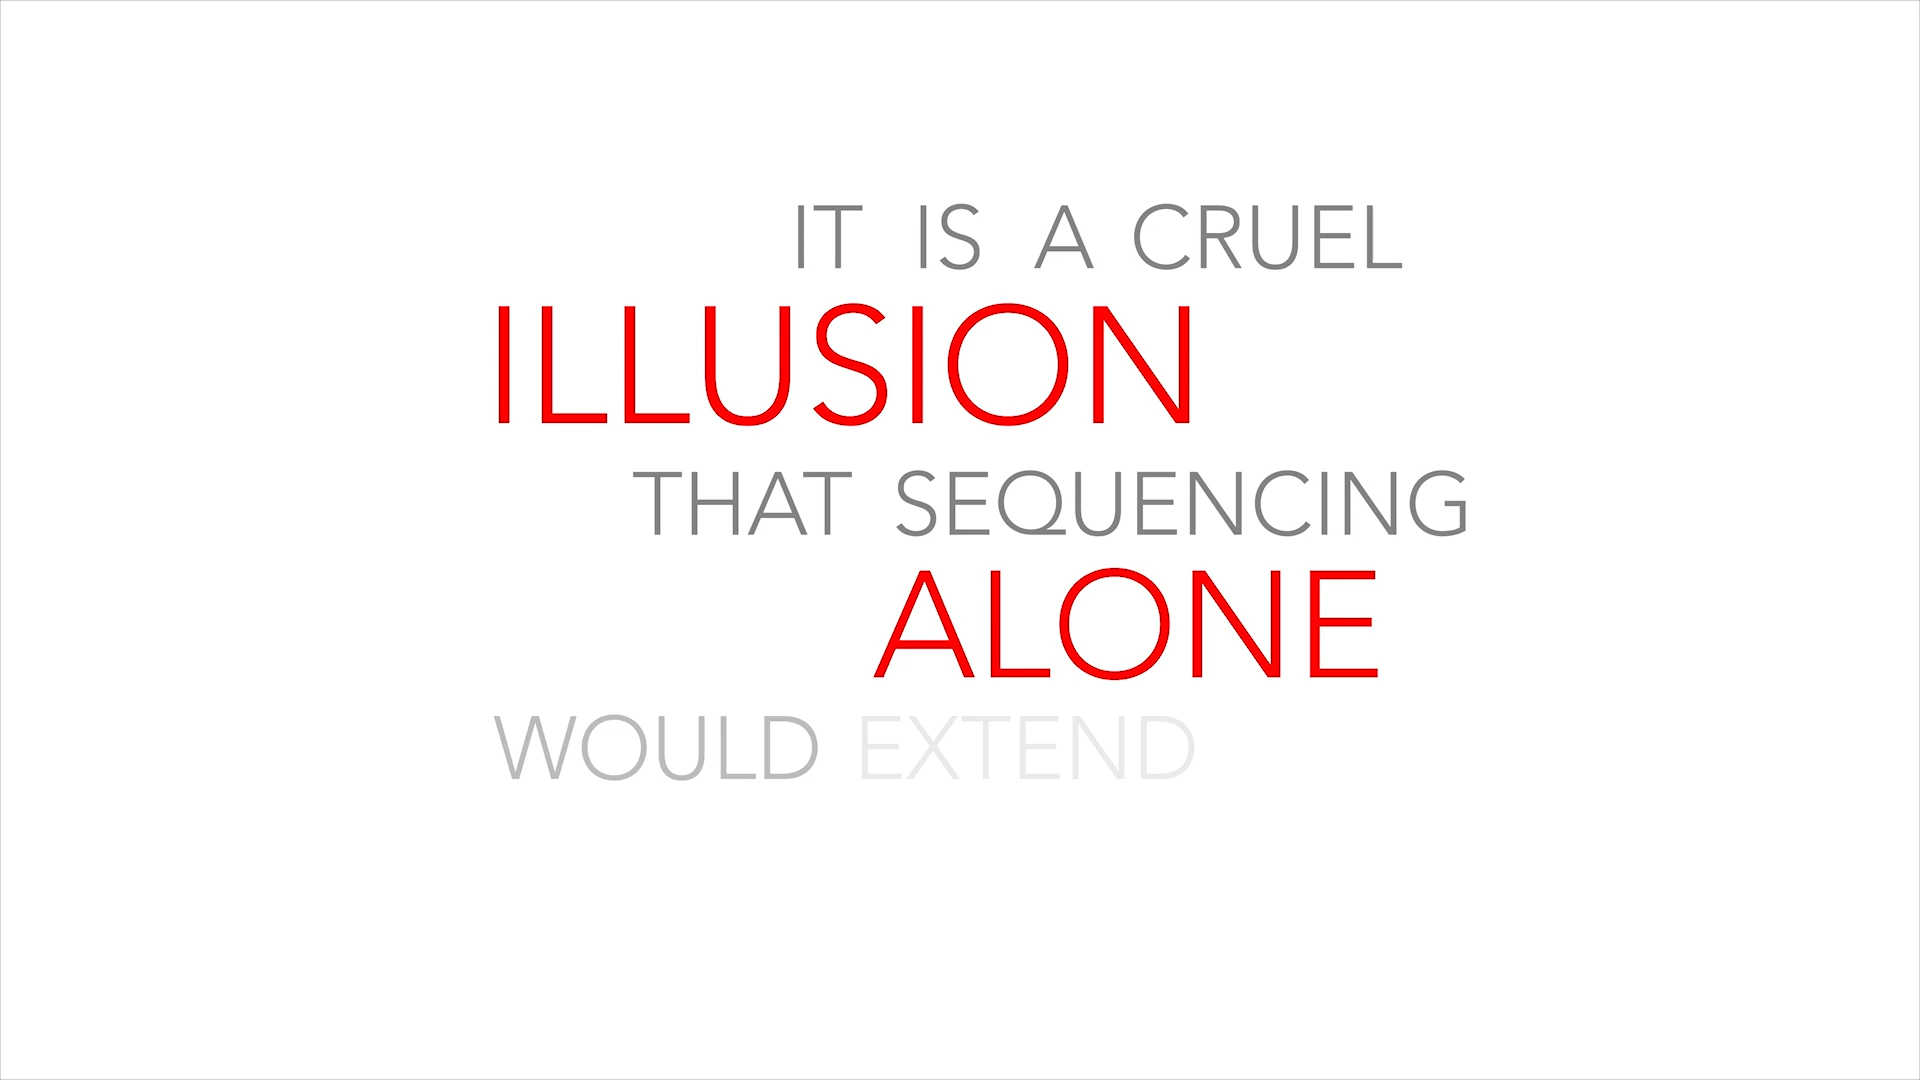 IT IS A CRUEL
ILLUSION
THAT SEQUENCING
ALONE
WOULD EXTEND